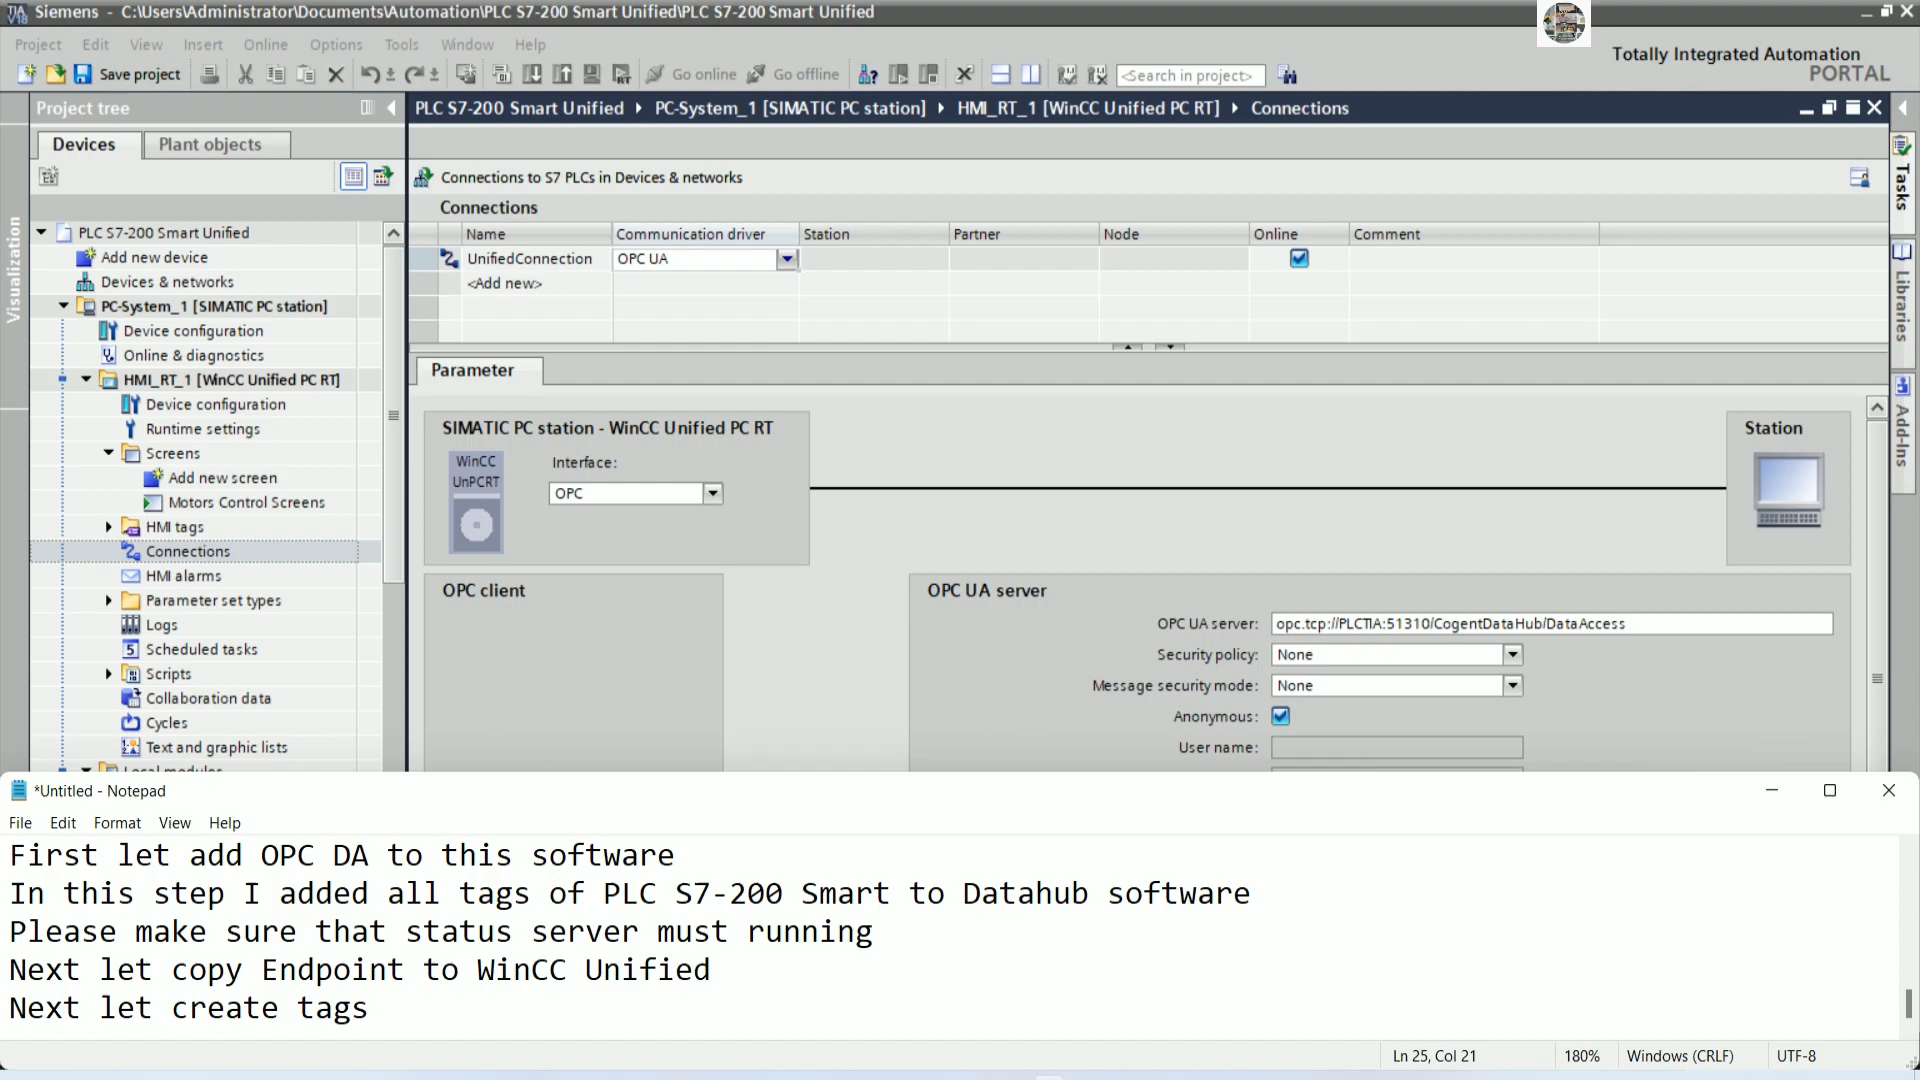 Siemens - C:\Users\Administrator\Documents\Automation\PLC S7-200 Smart Unified\PLC S7-200 Smart Unified
Project Edit View Insert Online Options Tools Window Help
Totally Integrated Automation
PORTAL
Save project
Go online
Go offline
<Search in project>
Project tree
PLC S7-200 Smart Unified PC-System_1 [SIMATIC PC station] HMI_RT_1 [WinCC Unified PC RT] Connections
Devices
Plant objects
Connections to S7 PLCs in Devices & networks
Connections
Name Communication driver Station Partner Node Online Comment
UnifiedConnection OPC UA
<Add new>
Visualization
PLC S7-200 Smart Unified
Add new device
Devices & networks
PC-System_1 [SIMATIC PC station]
Device configuration
Online & diagnostics
HMI_RT_1 [WinCC Unified PC RT]
Device configuration
Runtime settings
Screens
Add new screen
Motors Control Screens
HMI tags
Connections
HMI alarms
Parameter set types
Logs
Scheduled tasks
Scripts
Collaboration data
Cycles
Text and graphic lists
Local modules
Parameter
SIMATIC PC station - WinCC Unified PC RT
WinCC
UnPCRT
Interface:
OPC
Station
OPC client
OPC UA server
OPC UA server: opc.tcp://PLCTIA:51310/CogentDataHub/DataAccess
Security policy: None
Message security mode: None
Anonymous:
User name:
Tasks
Libraries
Add-Ins
*Untitled - Notepad
File Edit Format View Help
First let add OPC DA to this software
In this step I added all tags of PLC S7-200 Smart to Datahub software
Please make sure that status server must running
Next let copy Endpoint to WinCC Unified
Next let create tags
Ln 25, Col 21 180% Windows (CRLF) UTF-8